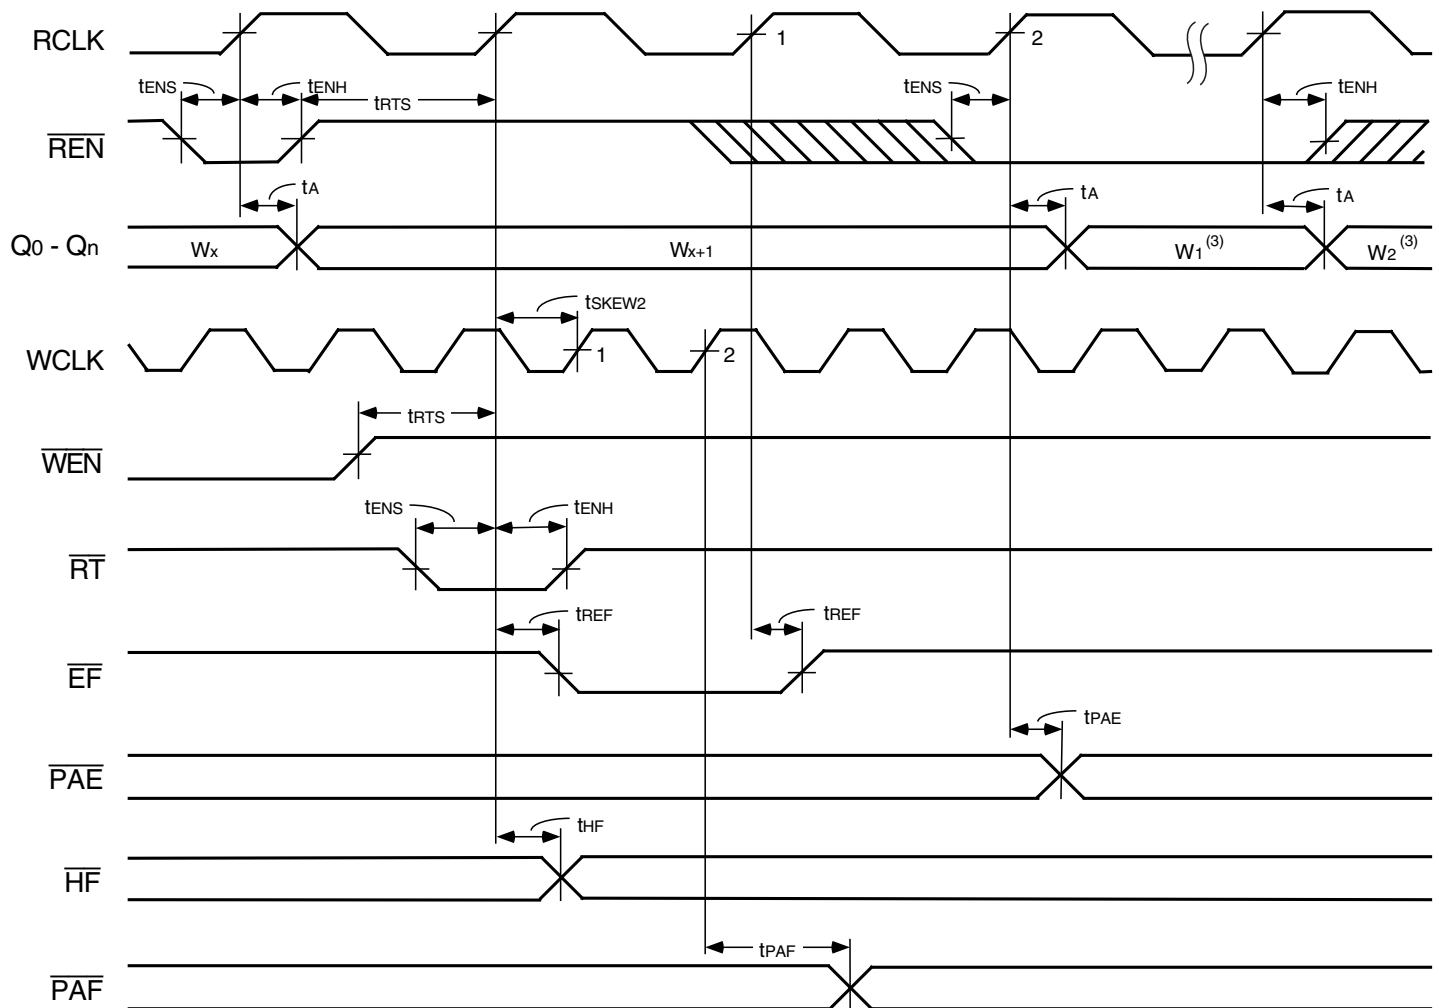 RCLK
1
2
tENS
tENH
tRTS
tENS
tENH
REN
tA
tA
tA
Q0 - Qn
Wx
Wx+1
W1(3)
W2(3)
tSKEW2
WCLK
1
2
tRTS
WEN
tENS
tENH
RT
tREF
tREF
EF
tPAE
PAE
tHF
HF
tPAF
PAF